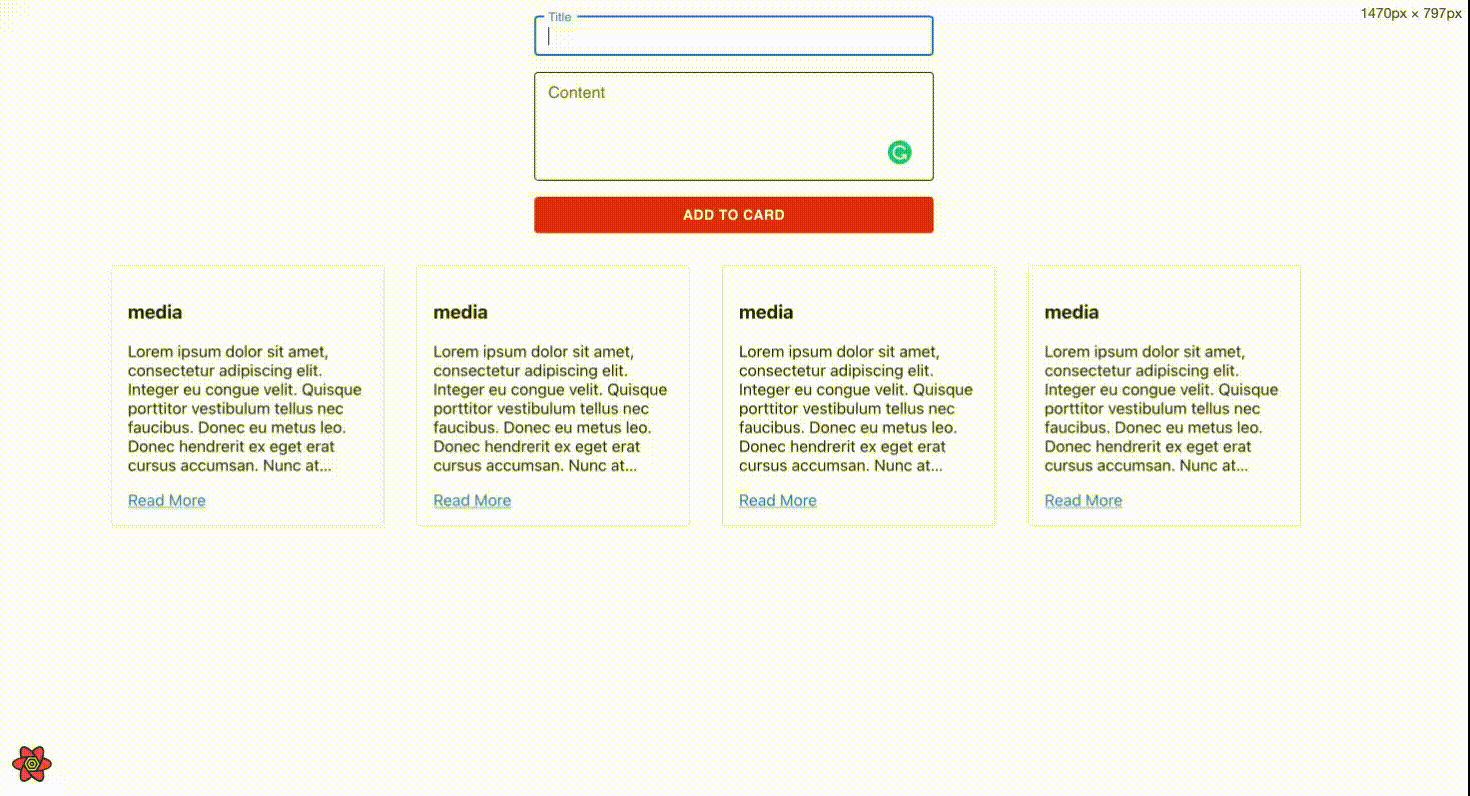 1470px × 797px
Title
Content
ADD TO CARD
media
Lorem ipsum dolor sit amet,
consectetur adipiscing elit.
Integer eu congue velit. Quisque
porttitor vestibulum tellus nec
faucibus. Donec eu metus leo.
Donec hendrerit ex eget erat
cursus accumsan. Nunc at...
Read More
media
Lorem ipsum dolor sit amet,
consectetur adipiscing elit.
Integer eu congue velit. Quisque
porttitor vestibulum tellus nec
faucibus. Donec eu metus leo.
Donec hendrerit ex eget erat
cursus accumsan. Nunc at...
Read More
media
Lorem ipsum dolor sit amet,
consectetur adipiscing elit.
Integer eu congue velit. Quisque
porttitor vestibulum tellus nec
faucibus. Donec eu metus leo.
Donec hendrerit ex eget erat
cursus accumsan. Nunc at...
Read More
media
Lorem ipsum dolor sit amet,
consectetur adipiscing elit.
Integer eu congue velit. Quisque
porttitor vestibulum tellus nec
faucibus. Donec eu metus leo.
Donec hendrerit ex eget erat
cursus accumsan. Nunc at...
Read More